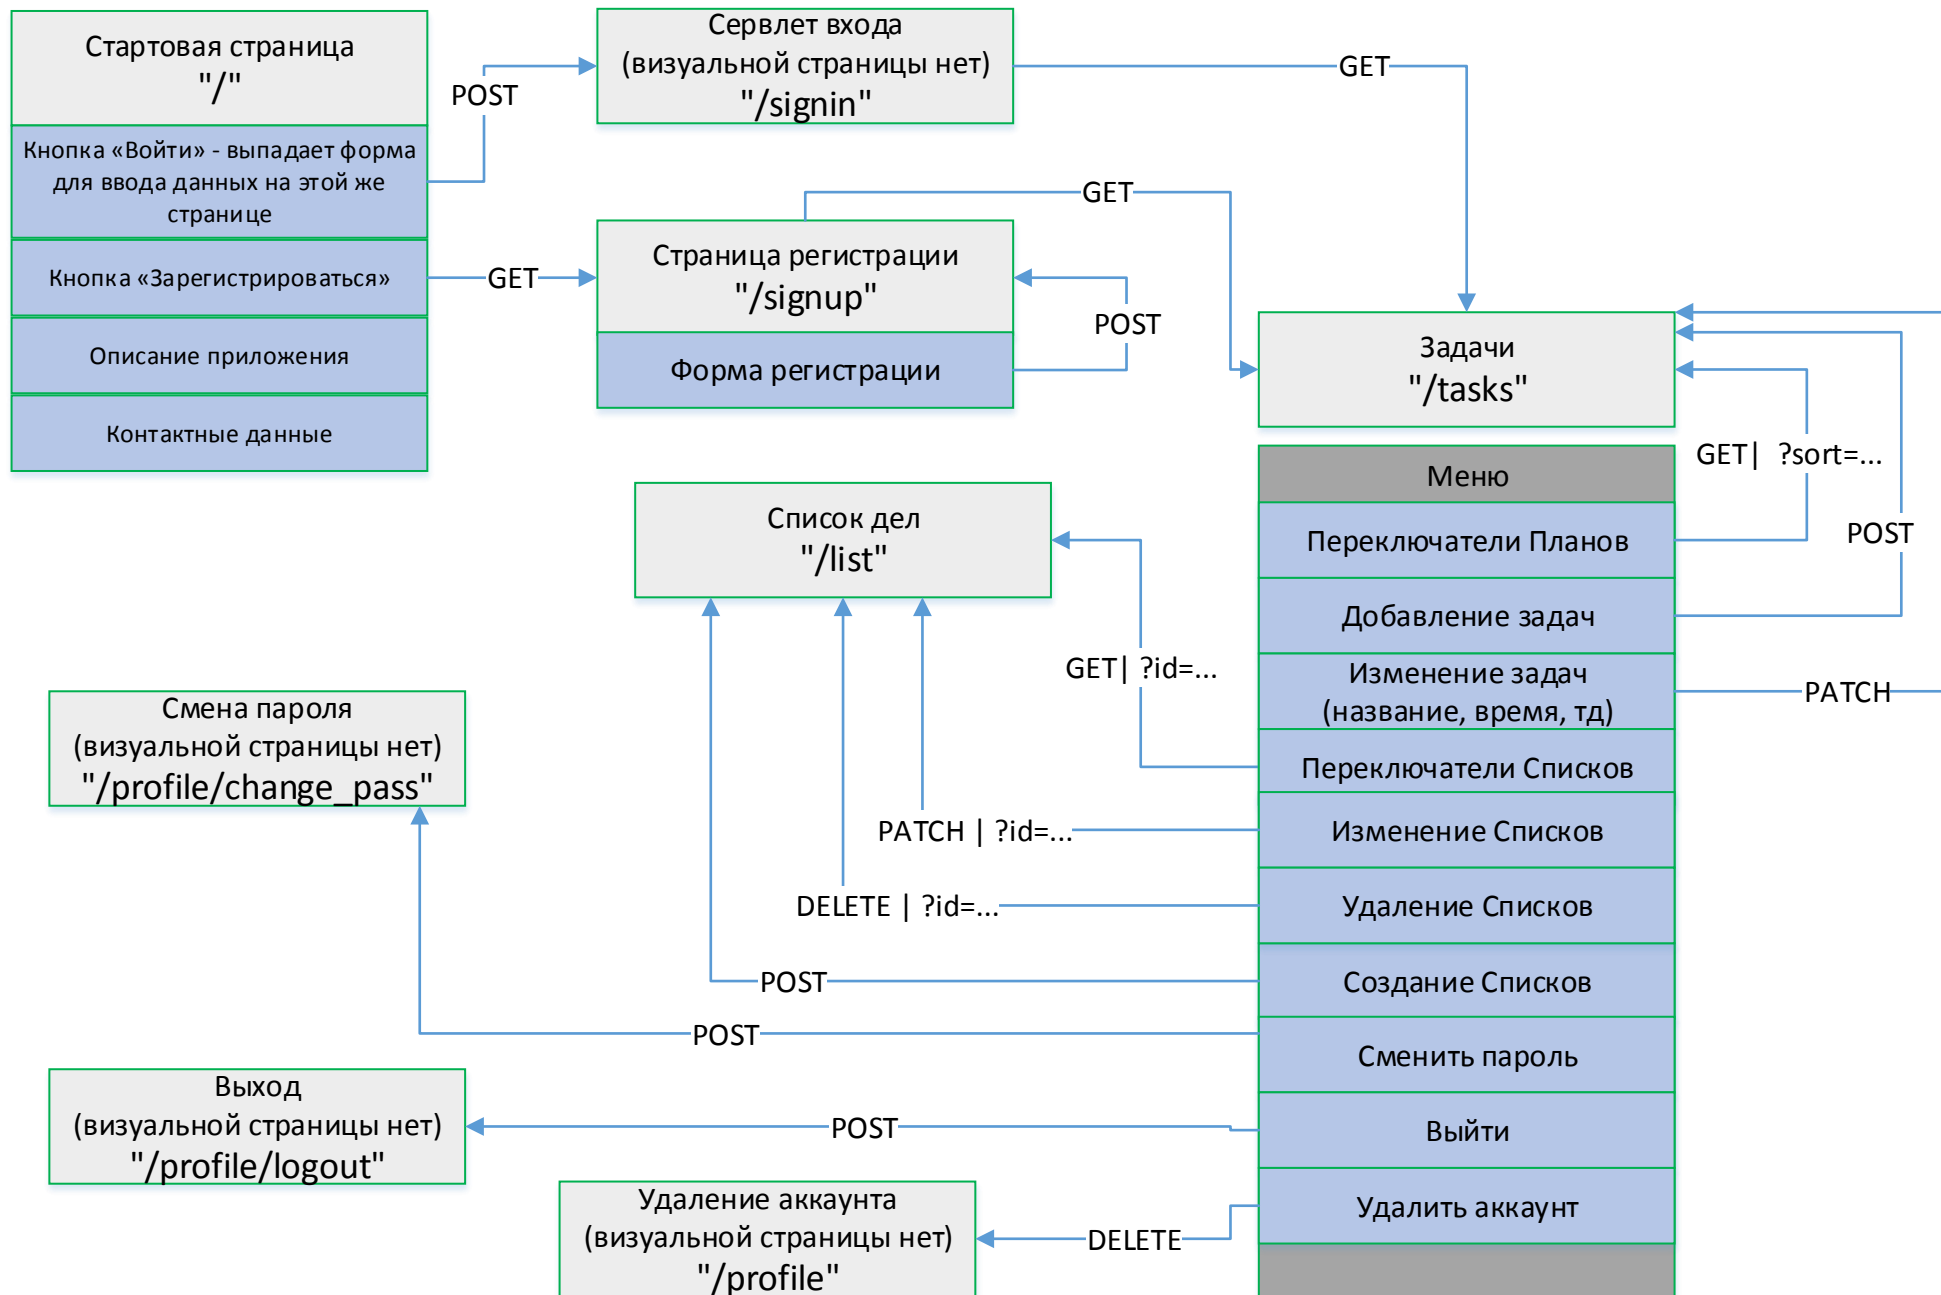 Стартовая страница
"/"
Кнопка «Войти» - выпадает форма
для ввода данных на этой же
странице
Кнопка «Зарегистрироваться»
Описание приложения
Контактные данные
POST
GET
Сервлет входа
(визуальной страницы нет)
"/signin"
GET
GET
Страница регистрации
"/signup"
Форма регистрации
POST
Задачи
"/tasks"
GET| ?sort=...
POST
PATCH
Меню
Переключатели Планов
Добавление задач
Изменение задач
(название, время, тд)
Переключатели Списков
Изменение Списков
Удаление Списков
Создание Списков
Сменить пароль
Выйти
Удалить аккаунт
Список дел
"/list"
GET| ?id=...
PATCH | ?id=...
DELETE | ?id=...
POST
POST
Смена пароля
(визуальной страницы нет)
"/profile/change_pass"
POST
Выход
(визуальной страницы нет)
"/profile/logout"
DELETE
Удаление аккаунта
(визуальной страницы нет)
"/profile"